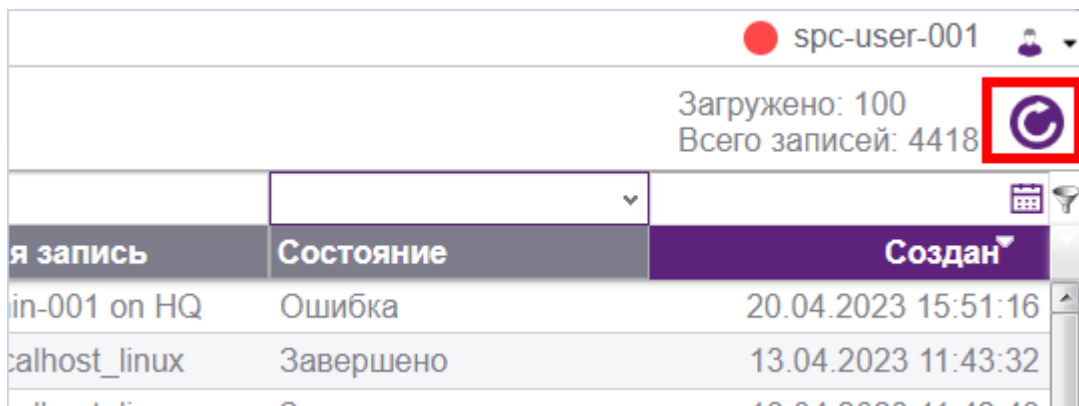 spc-user-001
Загружено: 100
Всего записей: 4418
я запись Состояние Создан
in-001 on HQ Ошибка 20.04.2023 15:51:16
calhost_linux Завершено 13.04.2023 11:43:32